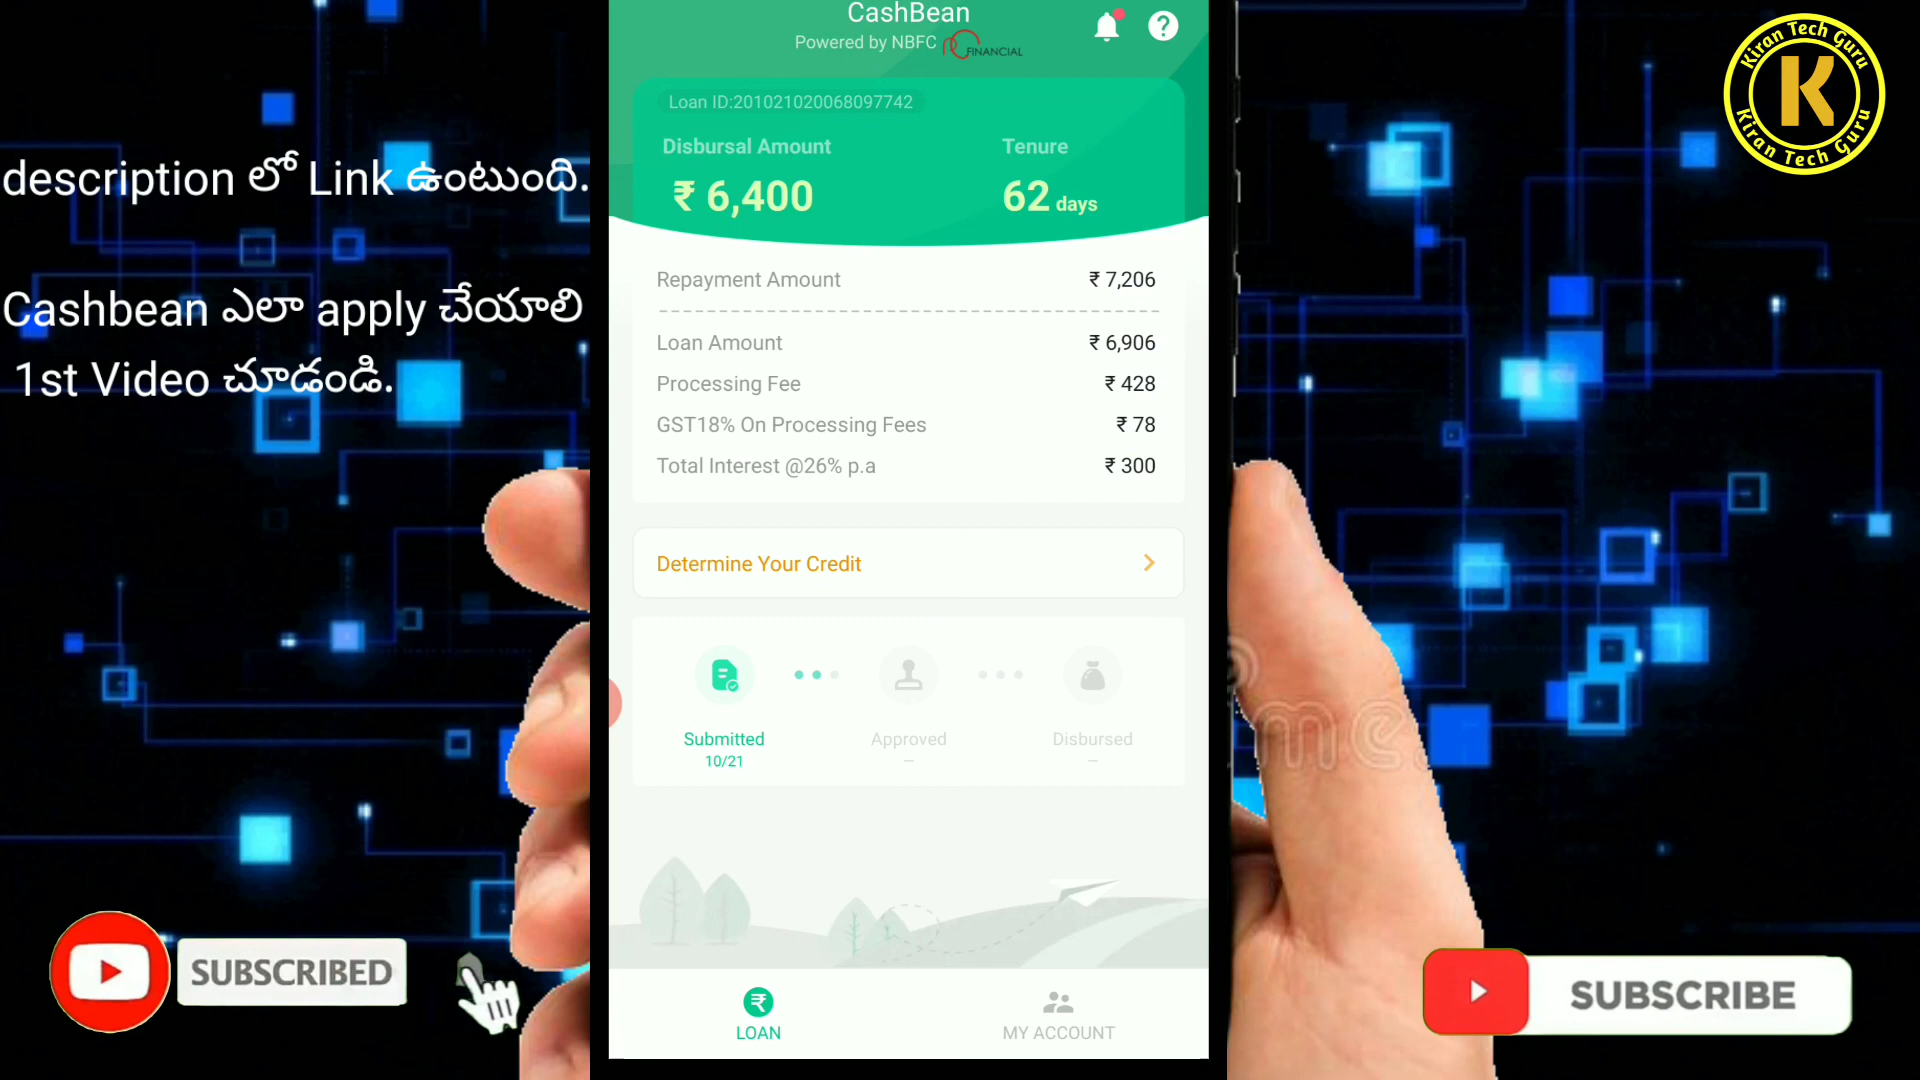 description లో Link ఉంటుంది.
Cashbean ఎలా apply చేయాలి
1st Video చూడండి.
SUBSCRIBED
CashBean
Powered by NBFC
FINANCIAL
Loan ID:201021020068097742
Disbursal Amount
Tenure
₹ 6,400
62 days
Repayment Amount ₹ 7,206
Loan Amount ₹ 6,906
Processing Fee ₹ 428
GST18% On Processing Fees ₹ 78
Total Interest @26% p.a ₹ 300
Determine Your Credit
Submitted
10/21
Approved
–
Disbursed
–
LOAN
MY ACCOUNT
Kiran Tech Guru
K
Kiran Tech Guru
me.
SUBSCRIBE